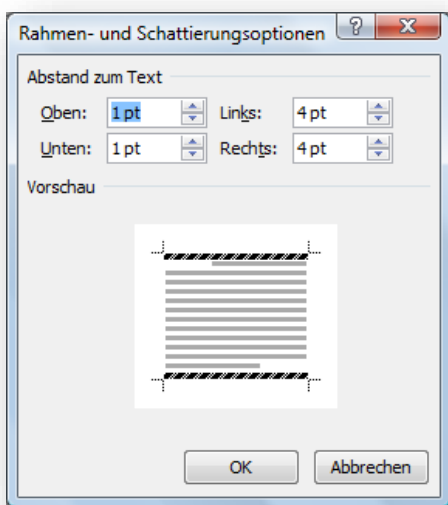 Rahmen- und Schattierungsoptionen ?
Abstand zum Text
Oben: 1 pt Links: 4 pt
Unten: 1 pt Rechts: 4 pt
Vorschau
OK Abbrechen